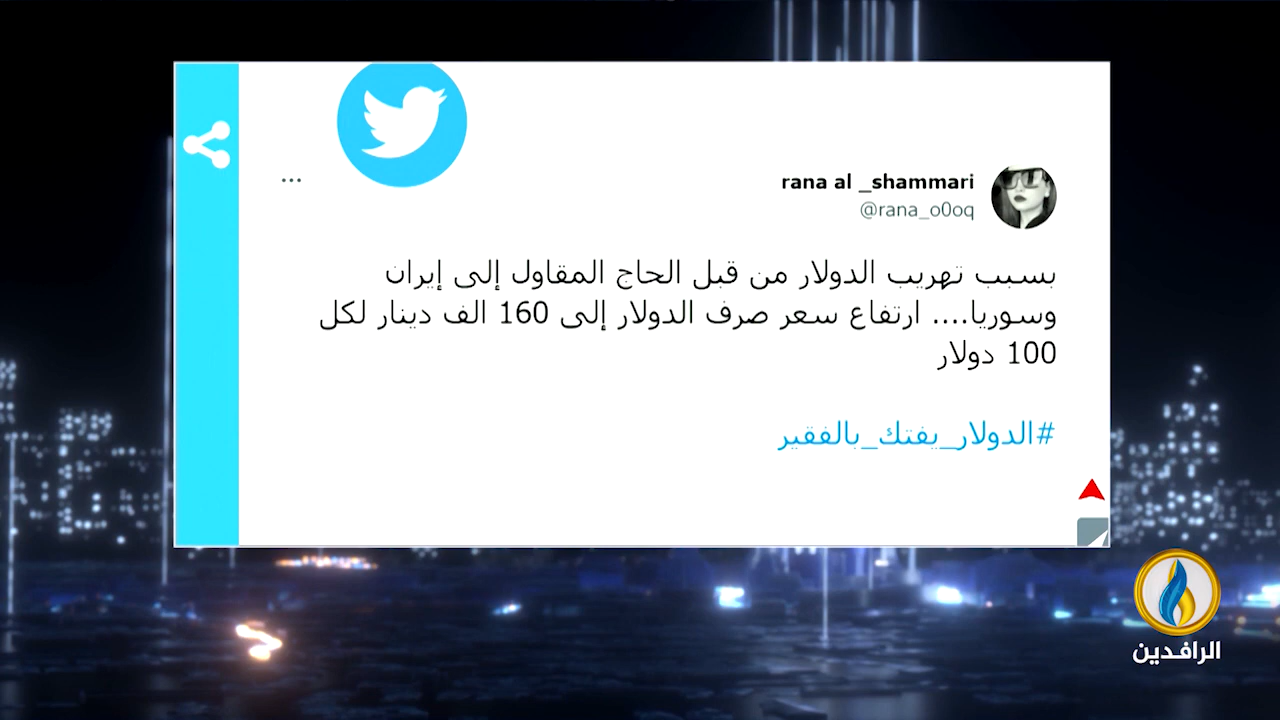 rana al _shammari
@rana_o0oq
...
بسبب تهريب الدولار من قبل الحاج المقاول إلى إيران
وسوريا.... ارتفاع سعر صرف الدولار إلى 160 الف دينار لكل
100 دولار
#الدولار_يفتك_بالفقير
الرافدين